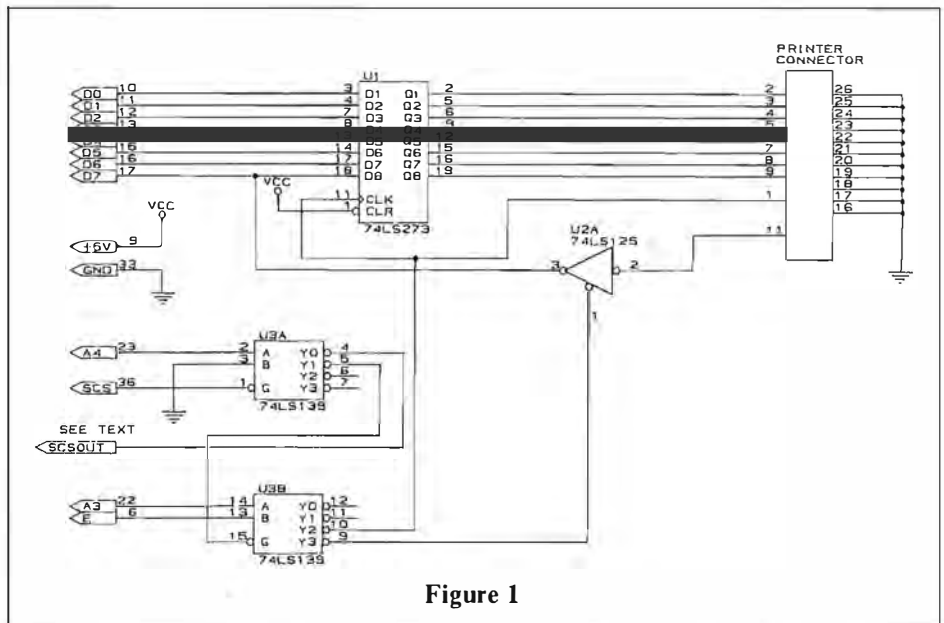 PRINTER
CONNECTOR
U1
D0 10 3 D1 Q1 2 2 26
D1 11 4 D2 Q2 5 3 25
D2 12 7 D3 Q3 6 4 24
13 8 9 23
22
D5 15 14 D6 Q6 15 7 21
D6 16 17 D7 Q7 16 8 20
D7 17 18 D8 Q8 19 9 19
18
17
16
VCC
11 CLK 1
1 CLR
74LS273
VCC
+5V 9
GND 33
U2A
74LS125
3 2 11
1
U3A
A4 23 2 A Y0 4
3 B Y1 5
Y2 6
SCS 36 1 G Y3 7
74LS139
SEE TEXT
SCSOUT
U3B
A3 22 14 A Y0 12
E 6 13 B Y1 11
Y2 10
15 G Y3 9
74LS139
Figure 1